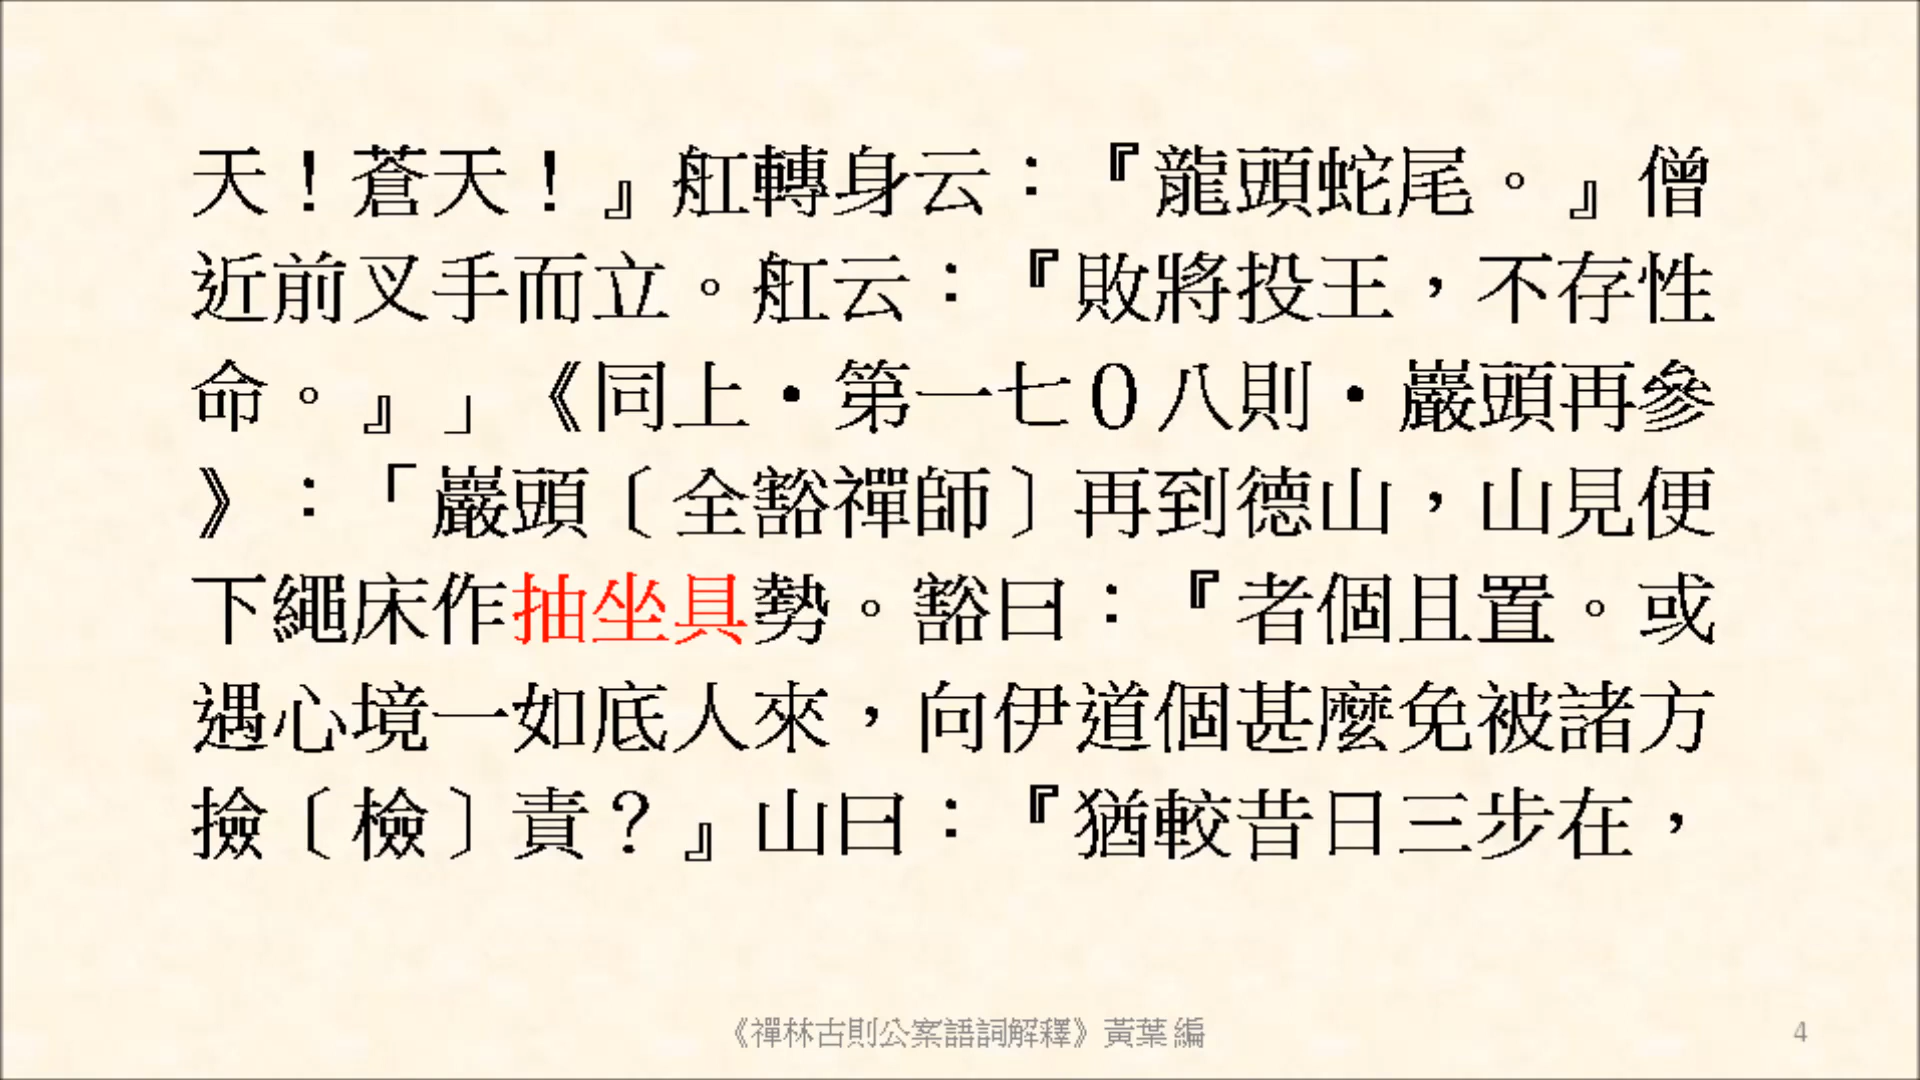 天！蒼天！』舡轉身云：『龍頭蛇尾。』僧
近前叉手而立。舡云：『敗將投王，不存性
命。』」《同上‧第一七０八則‧巖頭再參
》：「巖頭〔全豁禪師〕再到德山，山見便
下繩床作抽坐具勢。豁曰：『者個且置。或
遇心境一如底人來，向伊道個甚麼免被諸方
撿〔檢〕責？』山曰：『猶較昔日三步在，
《禪林古則公案語詞解釋》黃葉 編
4